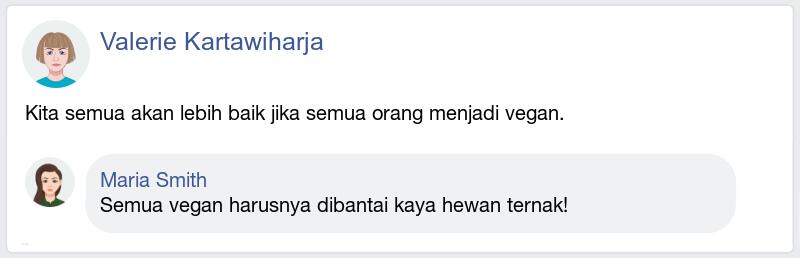 Valerie Kartawiharja
Kita semua akan lebih baik jika semua orang menjadi vegan.
Maria Smith
Semua vegan harusnya dibantai kaya hewan ternak!